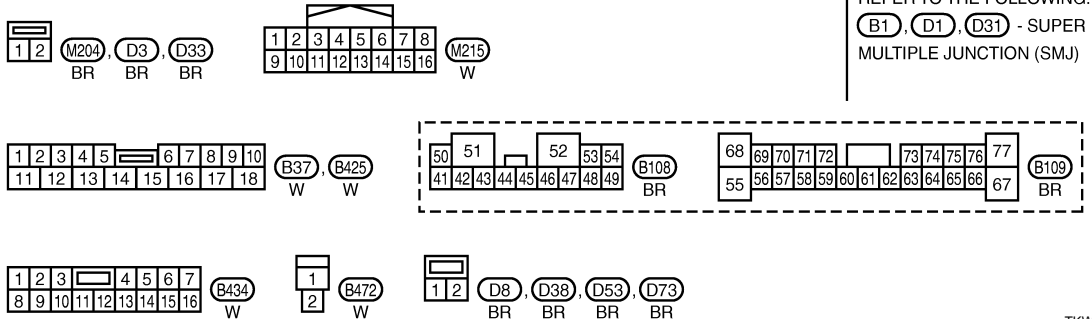 REFER TO THE FOLLOWING.
B1 , D1 , D31 - SUPER
MULTIPLE JUNCTION (SMJ)
1 2 M204 , D3 , D33
BR BR BR
1 2 3 4 5 6 7 8
9 10 11 12 13 14 15 16
M215
W
1 2 3 4 5 6 7 8 9 10
11 12 13 14 15 16 17 18
B37 , B425
W W
50 51 52 53 54
41 42 43 44 45 46 47 48 49
B108
BR
68 69 70 71 72 73 74 75 76 77
55 56 57 58 59 60 61 62 63 64 65 66 67
B109
BR
1 2 3 4 5 6 7
8 9 10 11 12 13 14 15 16
B434
W
1
2
B472
W
1 2 D8 , D38 , D53 , D73
BR BR BR BR